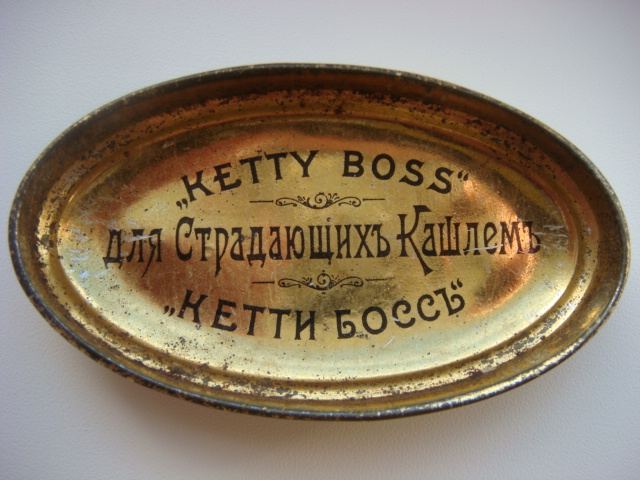 „KETTY BOSS“
для Страдающихъ Кашлемъ
„КЕТТИ БОССЪ“